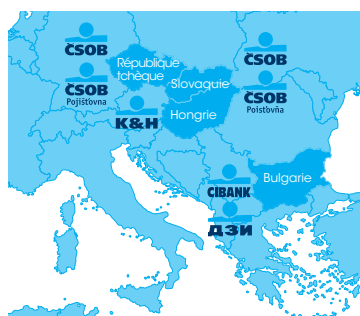 ČSOB
ČSOB
Pojišťovna
République
tchèque
Slovaquie
Hongrie
K&H
ČSOB
ČSOB
Poisťovňa
CIBANK
ДЗИ
Bulgarie